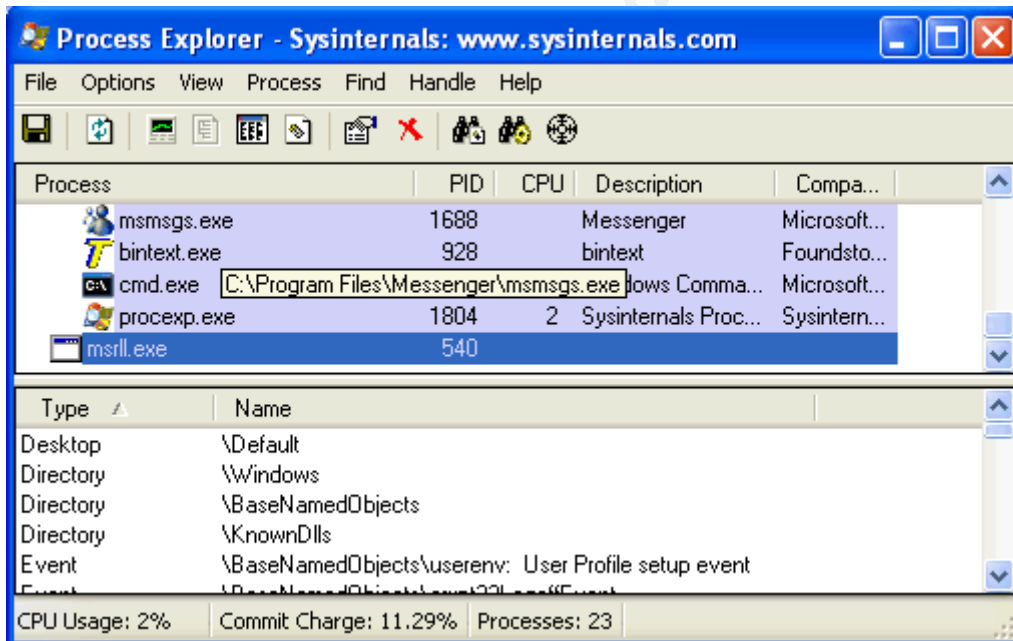 Process Explorer - Sysinternals: www.sysinternals.com
File Options View Process Find Handle Help
Process PID CPU Description Compa...
msmsgs.exe 1688 Messenger Microsoft...
bintext.exe 928 bintext Foundsto...
cmd.exe C:\Program Files\Messenger\msmsgs.exe dows Comma... Microsoft...
procexp.exe 1804 2 Sysinternals Proc... Sysintern...
msrll.exe 540
Type Name
Desktop \Default
Directory \Windows
Directory \BaseNamedObjects
Directory \KnownDlls
Event \BaseNamedObjects\userenv: User Profile setup event
CPU Usage: 2% Commit Charge: 11.29% Processes: 23